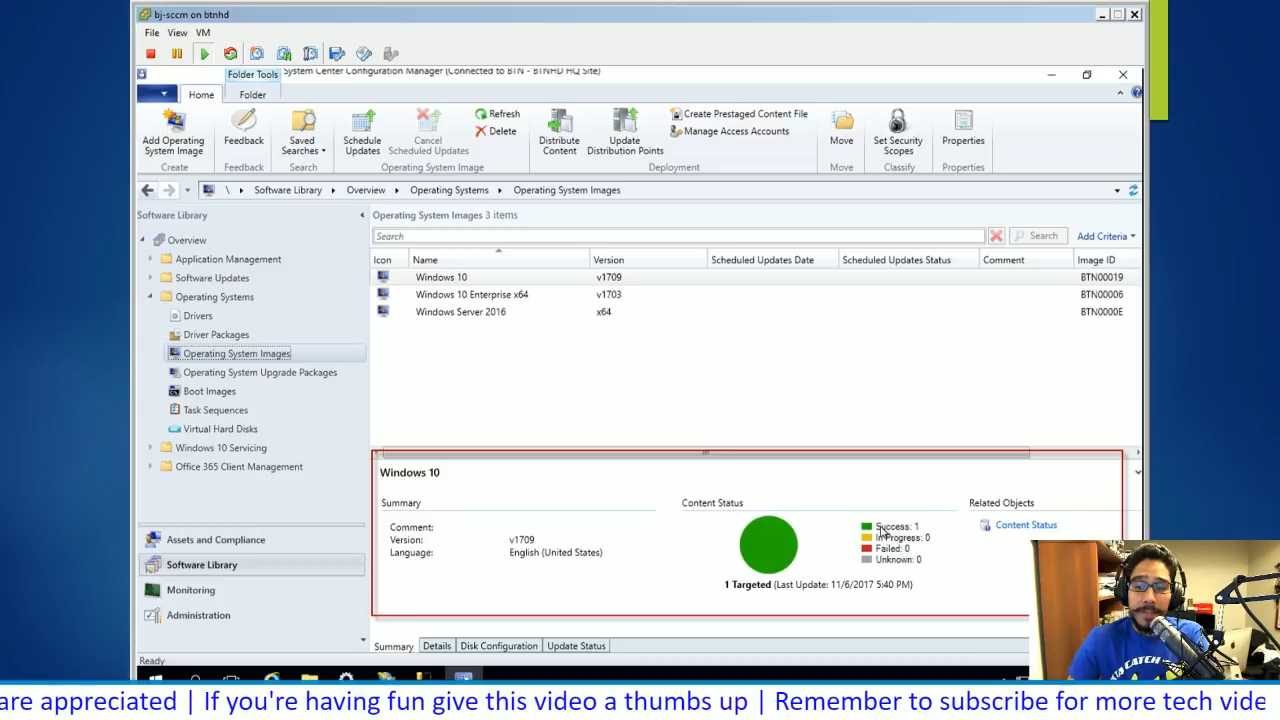 bj-sccm on btnhd
File View VM
Folder Tools System Center Configuration Manager (Connected to BTN - BTNHD HQ Site)
Home Folder
Add Operating System Image
Create
Feedback
Feedback
Saved Searches
Search
Schedule Updates
Cancel Scheduled Updates
Refresh
Delete
Operating System Image
Distribute Content
Update Distribution Points
Create Prestaged Content File
Manage Access Accounts
Deployment
Move
Move
Set Security Scopes
Classify
Properties
Properties
\ Software Library Overview Operating Systems Operating System Images
Software Library
Overview
Application Management
Software Updates
Operating Systems
Drivers
Driver Packages
Operating System Images
Operating System Upgrade Packages
Boot Images
Task Sequences
Virtual Hard Disks
Windows 10 Servicing
Office 365 Client Management
Assets and Compliance
Software Library
Monitoring
Administration
Operating System Images 3 items
Search Search Add Criteria
Icon Name Version Scheduled Updates Date Scheduled Updates Status Comment Image ID
Windows 10 v1709 BTN00019
Windows 10 Enterprise x64 v1703 BTN00006
Windows Server 2016 x64 BTN0000E
Windows 10
Summary
Comment:
Version: v1709
Language: English (United States)
Content Status
Success: 1
In Progress: 0
Failed: 0
Unknown: 0
1 Targeted (Last Update: 11/6/2017 5:40 PM)
Related Objects
Content Status
Summary Details Disk Configuration Update Status
Ready
are appreciated | If you're having fun give this video a thumbs up | Remember to subscribe for more tech vide